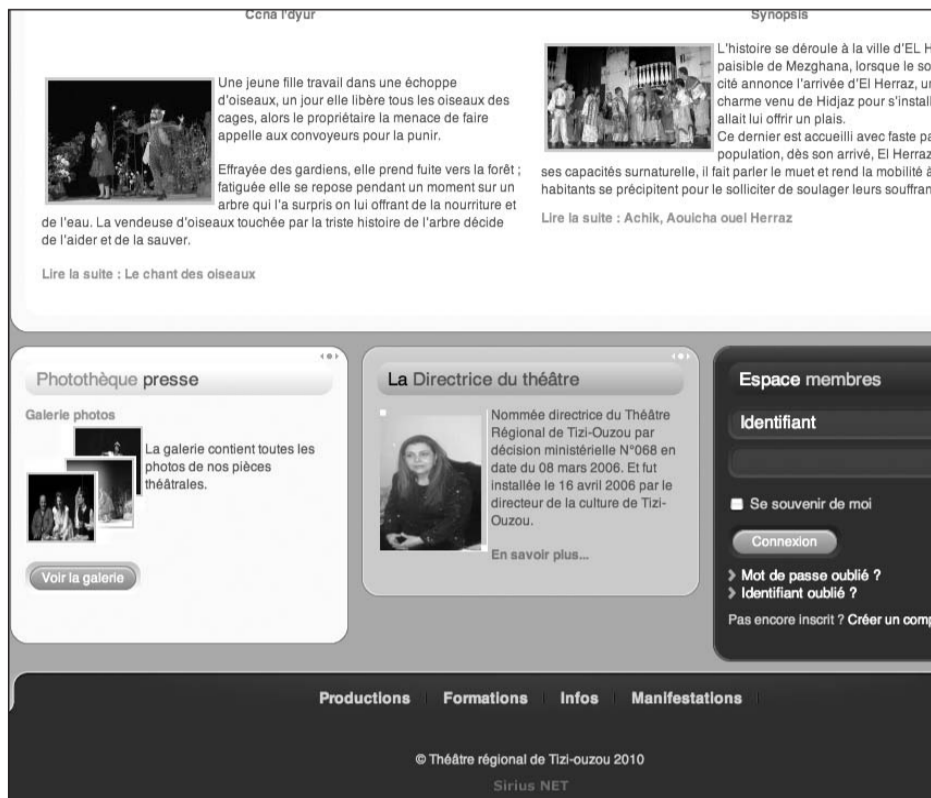 Ccna l'dyur
Une jeune fille travail dans une échoppe
d'oiseaux, un jour elle libère tous les oiseaux des
cages, alors le propriétaire la menace de faire
appelle aux convoyeurs pour la punir.
Effrayée des gardiens, elle prend fuite vers la forêt ;
fatiguée elle se repose pendant un moment sur un
arbre qui l'a surpris on lui offrant de la nourriture et
de l'eau. La vendeuse d'oiseaux touchée par la triste histoire de l'arbre décide
de l'aider et de la sauver.
Lire la suite : Le chant des oiseaux
Synopsis
L'histoire se déroule à la ville d'EL H
paisible de Mezghana, lorsque le so
cité annonce l'arrivée d'El Herraz, un
charme venu de Hidjaz pour s'install
allait lui offrir un plais.
Ce dernier est accueilli avec faste pa
population, dès son arrivé, El Herraz
ses capacités surnaturelle, il fait parler le muet et rend la mobilité à
habitants se précipitent pour le solliciter de soulager leurs souffran
Lire la suite : Achik, Aouicha ouel Herraz
Photothèque presse
Galerie photos
La galerie contient toutes les
photos de nos pièces
théâtrales.
Voir la galerie
La Directrice du théâtre
Nommée directrice du Théâtre
Régional de Tizi-Ouzou par
décision ministérielle N°068 en
date du 08 mars 2006. Et fut
installée le 16 avril 2006 par le
directeur de la culture de Tizi-
Ouzou.
En savoir plus...
Espace membres
Identifiant
Se souvenir de moi
Connexion
Mot de passe oublié ?
Identifiant oublié ?
Pas encore inscrit ? Créer un comp
Productions Formations Infos Manifestations
© Théâtre régional de Tizi-ouzou 2010
Sirius NET